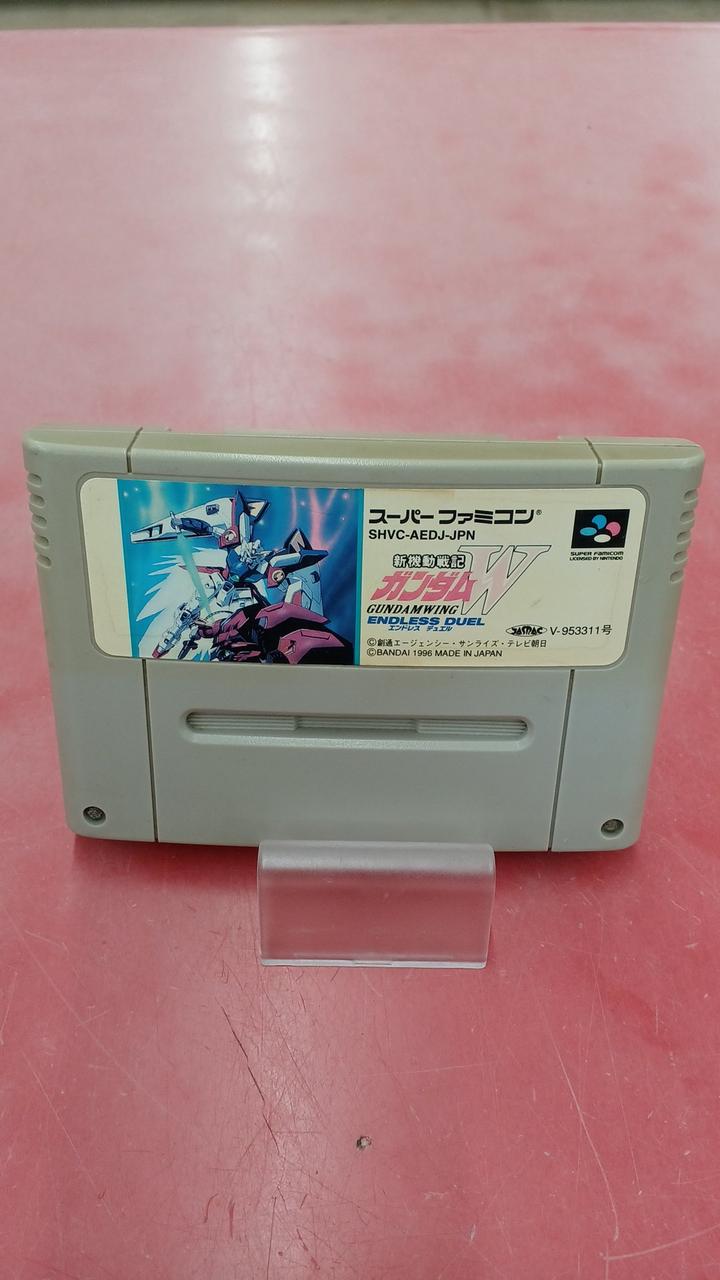 スーパーファミコン®
SHVC-AEDJ-JPN
新機動戦記
ガンダムW
GUNDAMWING
ENDLESS DUEL
エンドレス デュエル
SUPER FAMICOM
LICENSED BY NINTENDO
JASRAC V-953311号
©創通エージェンシー・サンライズ・テレビ朝日
©BANDAI 1996 MADE IN JAPAN